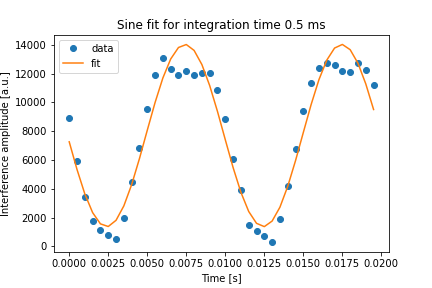 Sine fit for integration time 0.5 ms
data
fit
Interference amplitude [a.u.]
14000
12000
10000
8000
6000
4000
2000
0
0.0000 0.0025 0.0050 0.0075 0.0100 0.0125 0.0150 0.0175 0.0200
Time [s]